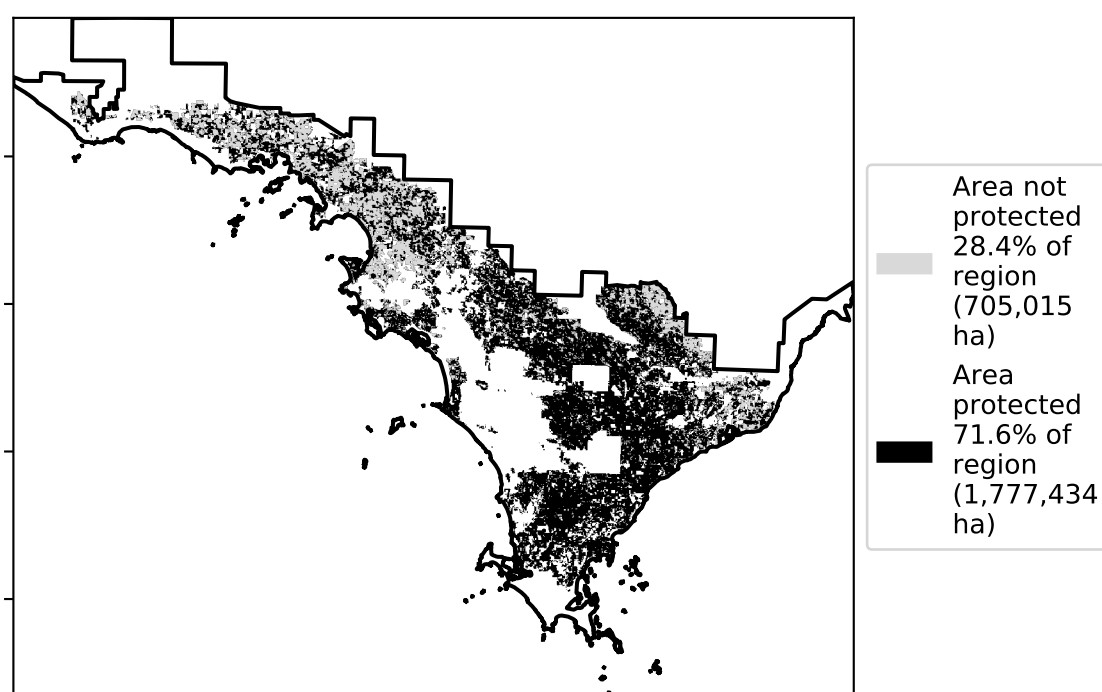 Area not
protected
28.4% of
region
(705,015
ha)
Area
protected
71.6% of
region
(1,777,434
ha)